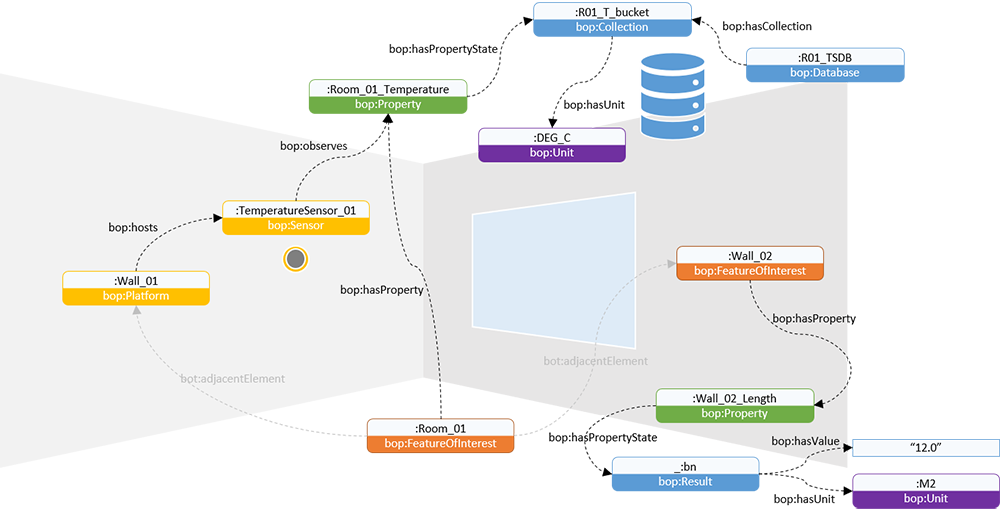 :R01_T_bucket
bop:Collection
bop:hasCollection
bop:hasPropertyState
:R01_TSDB
bop:Database
:Room_01_Temperature
bop:Property
bop:hasUnit
:DEG_C
bop:Unit
bop:observes
:TemperatureSensor_01
bop:Sensor
bop:hosts
:Wall_01
bop:Platform
:Wall_02
bop:FeatureOfInterest
bop:hasProperty
bop:hasProperty
bot:adjacentElement
bot:adjacentElement
:Wall_02_Length
bop:Property
:Room_01
bop:FeatureOfInterest
bop:hasPropertyState
bop:hasValue
“12.0”
_:bn
bop:Result
bop:hasUnit
:M2
bop:Unit